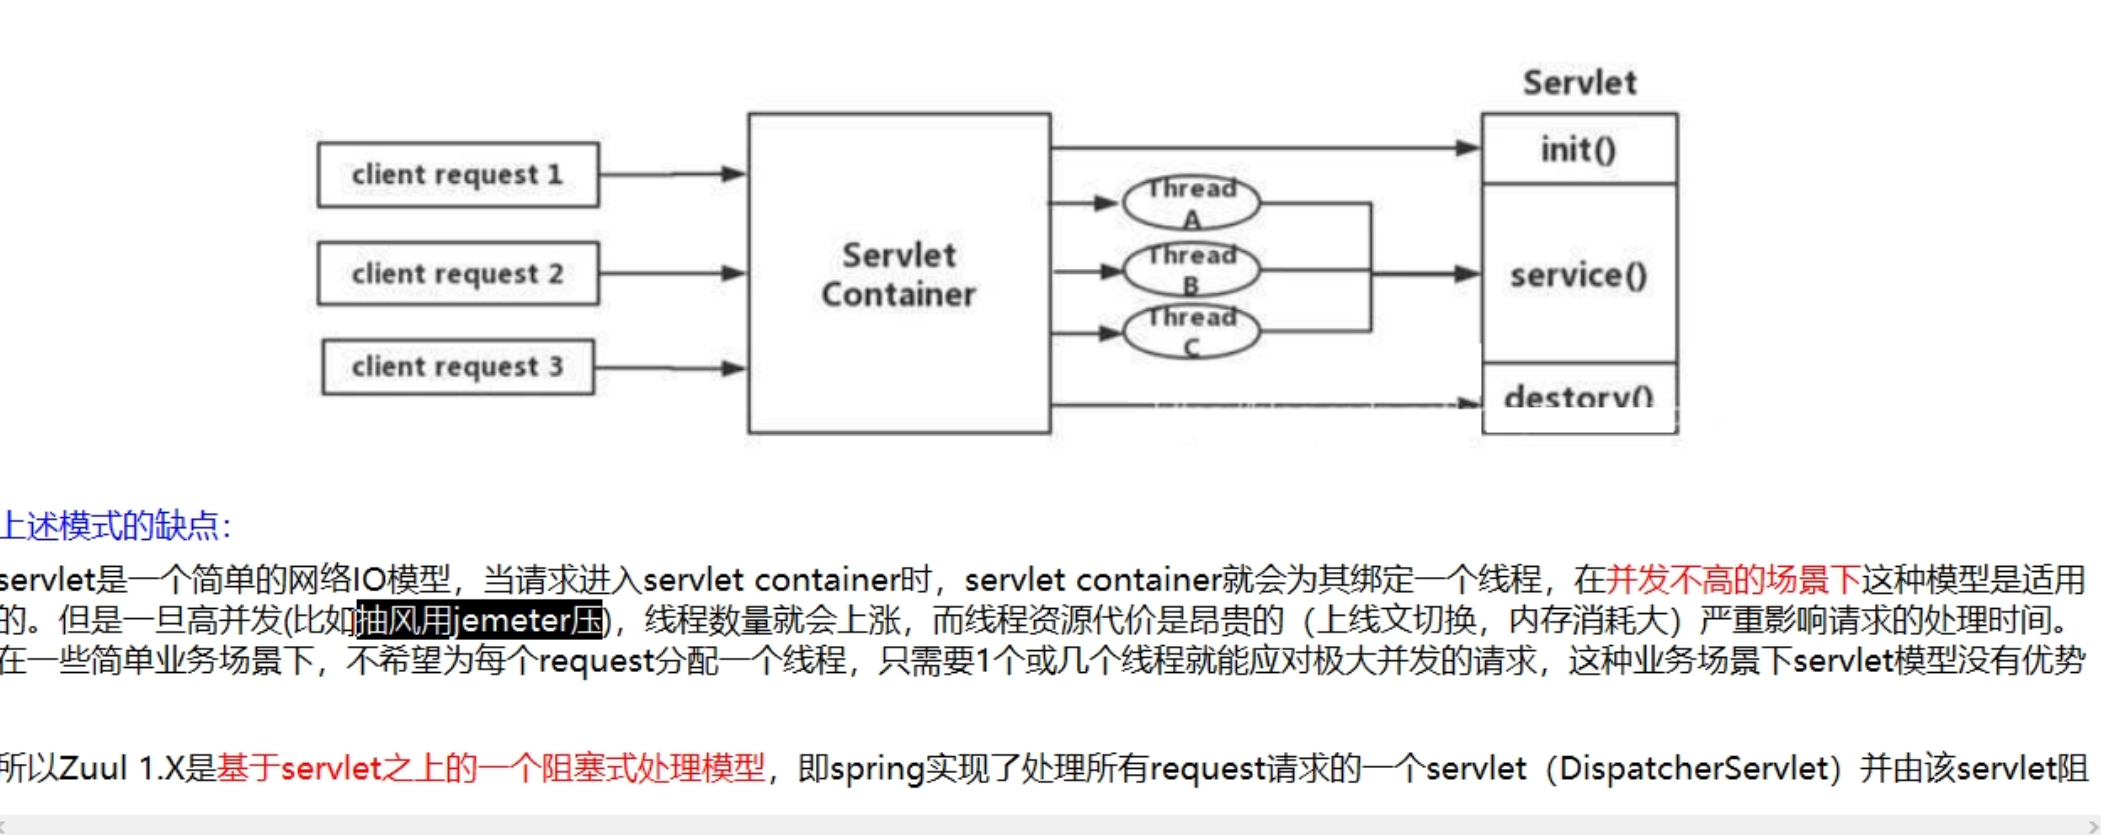 Servlet
init()
client request 1
Thread
A
client request 2
Servlet
Container
Thread
B
service()
client request 3
Thread
C
destory()
上述模式的缺点：
servlet是一个简单的网络IO模型，当请求进入servlet container时，servlet container就会为其绑定一个线程，在并发不高的场景下这种模型是适用
的。但是一旦高并发(比如抽风用jemeter压)，线程数量就会上涨，而线程资源代价是昂贵的（上线文切换，内存消耗大）严重影响请求的处理时间。
在一些简单业务场景下，不希望为每个request分配一个线程，只需要1个或几个线程就能应对极大并发的请求，这种业务场景下servlet模型没有优势
所以Zuul 1.X是基于servlet之上的一个阻塞式处理模型，即spring实现了处理所有request请求的一个servlet（DispatcherServlet）并由该servlet阻